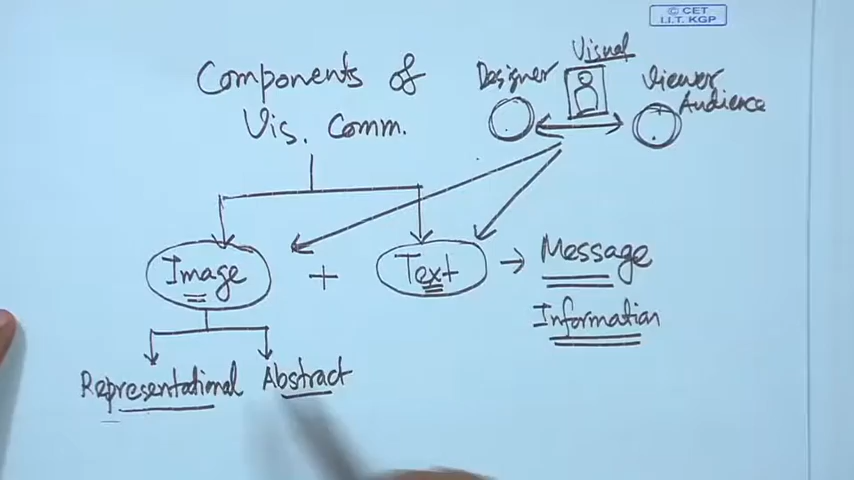 © CET
I.I.T. KGP
Components of
Vis. Comm.
Visual
Designer
Viewer
Audience
Image + Text → Message
Information
Representational Abstract